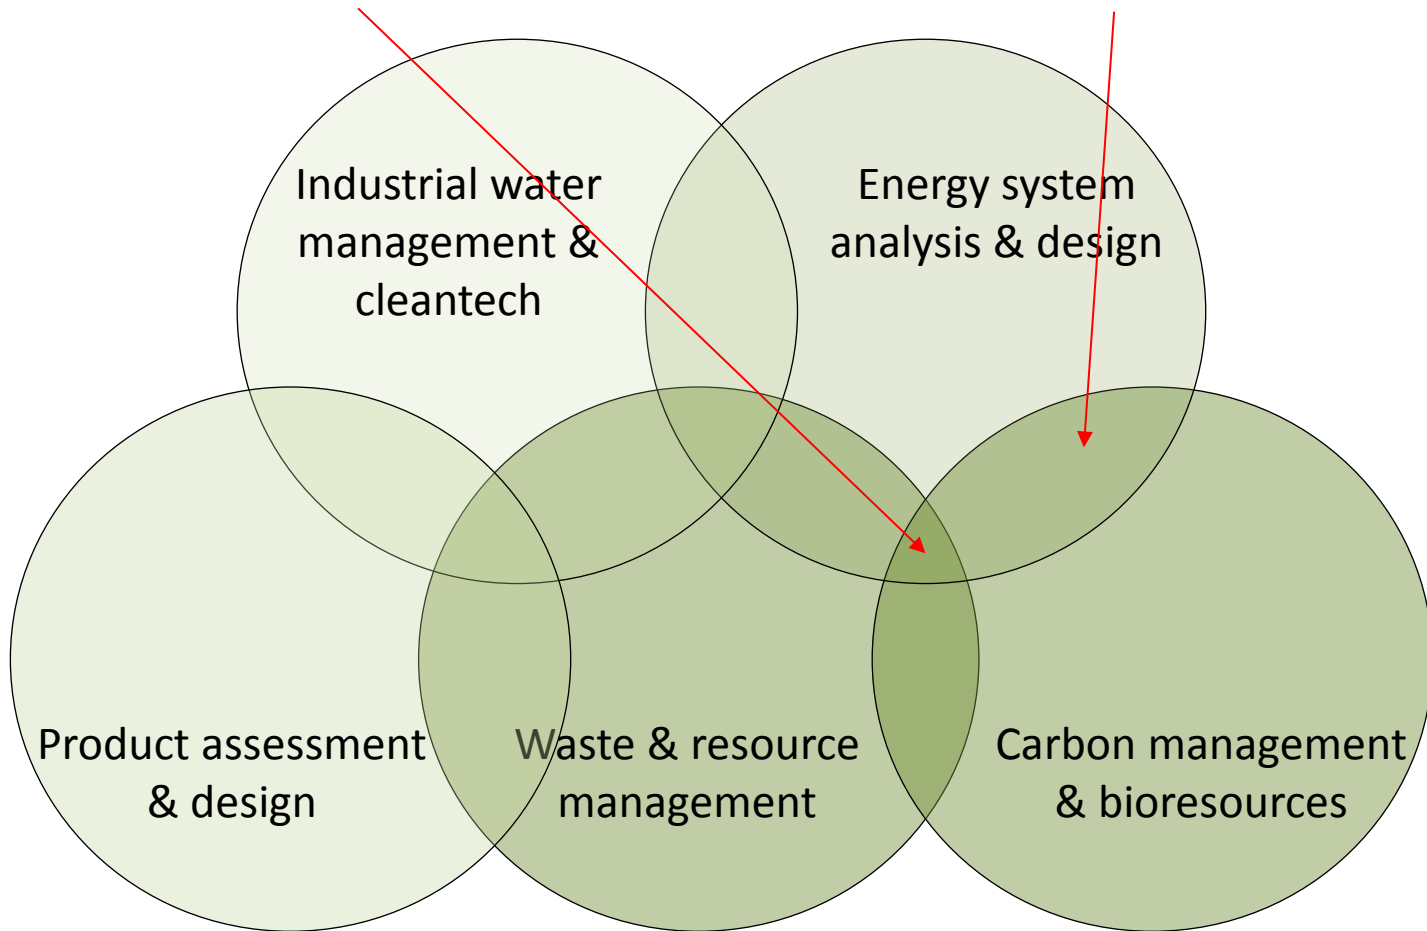 Industrial water
management &
cleantech
Energy system
analysis & design
Product assessment
& design
Waste & resource
management
Carbon management
& bioresources